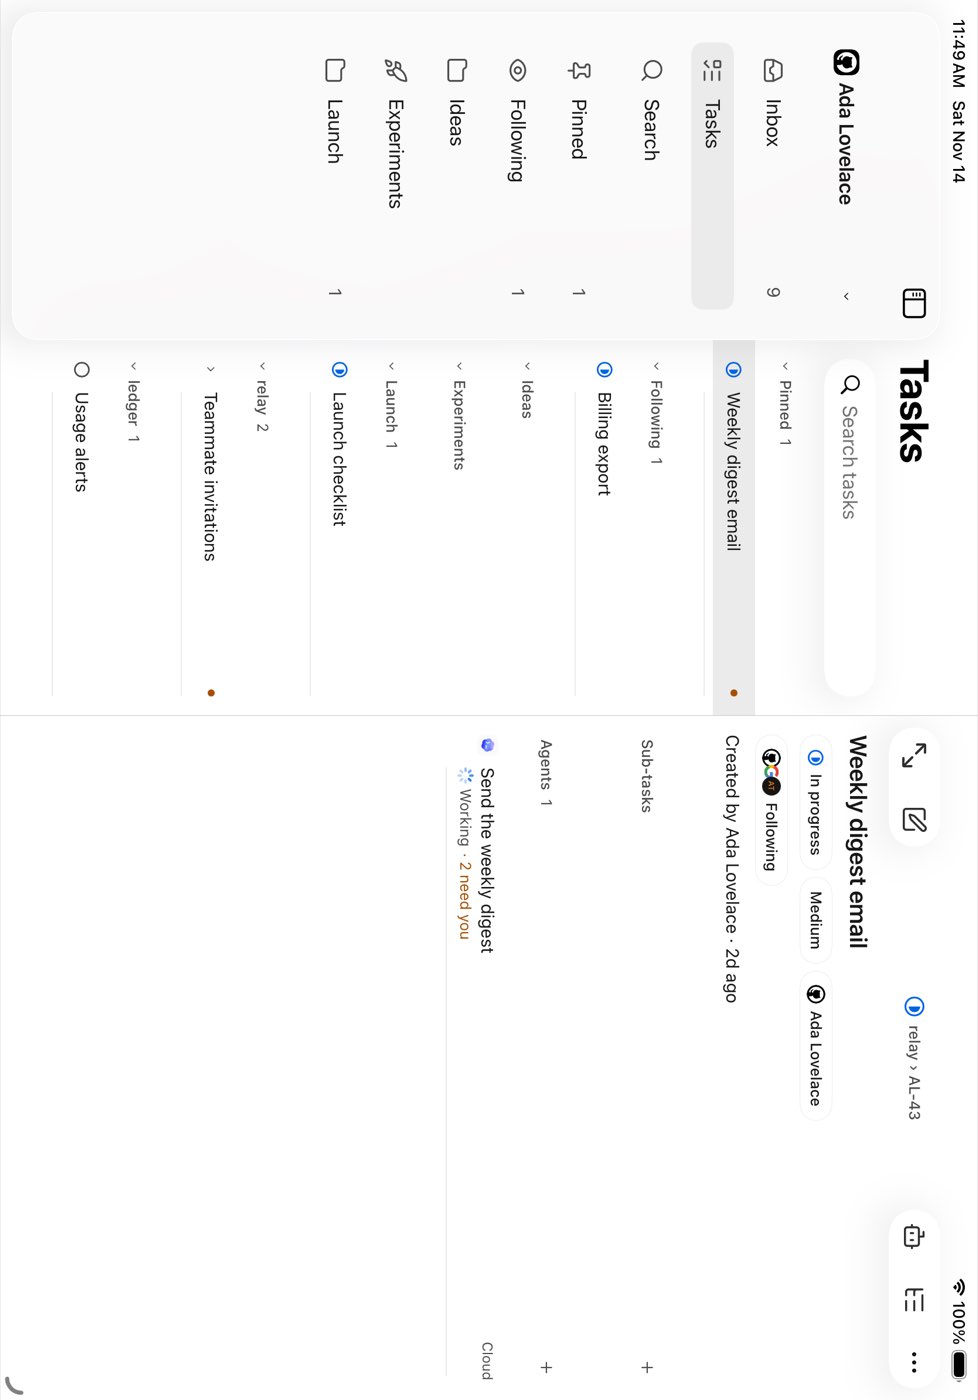 11:49 AM Sat Nov 14
100%
Ada Lovelace
Inbox 9
Tasks
Search
Pinned 1
Following 1
Ideas
Experiments
Launch 1
Tasks
Search tasks
Pinned 1
Weekly digest email
Following 1
Billing export
Ideas
Experiments
Launch 1
Launch checklist
relay 2
Teammate invitations
ledger 1
Usage alerts
relay › AL-43
Weekly digest email
In progress
Medium
Ada Lovelace
AT
Following
Created by Ada Lovelace · 2d ago
Sub-tasks
Agents 1
Send the weekly digest
Cloud
Working · 2 need you